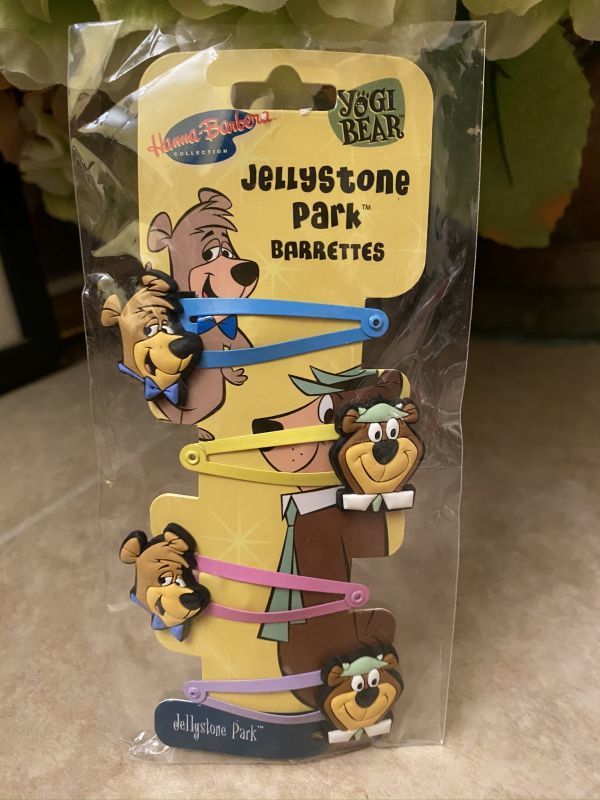 Hanna-Barbera
COLLECTION
YOGI
BEAR
Jellystone
Park™
BARRETTES
Jellystone Park™